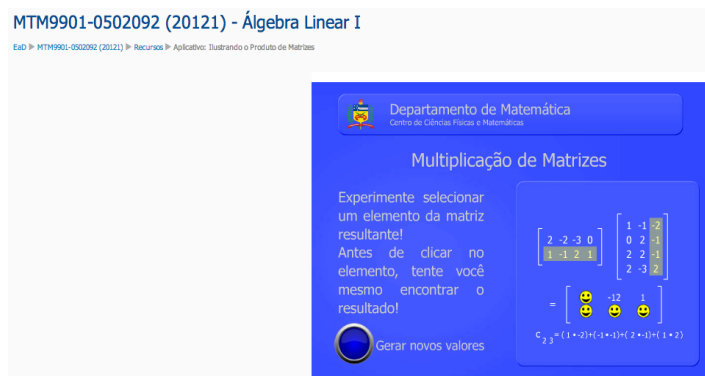 MTM9901-0502092 (20121) - Álgebra Linear I
EaD ▶ MTM9901-0502092 (20121) ▶ Recursos ▶ Aplicativo: Ilustrando o Produto de Matrizes
Departamento de Matemática
Centro de Ciências Físicas e Matemáticas
Multiplicação de Matrizes
Experimente selecionar
um elemento da matriz
resultante!
Antes de clicar no
elemento, tente você
mesmo encontrar o
resultado!
Gerar novos valores
2 -2 -3 0
1 -1 2 1
1 -1 -2
0 2 -1
2 2 -1
2 -3 2
= -12 1
C 2 3 = ( 1 • -2)+( -1 • -1)+( 2 • -1)+( 1 • 2)